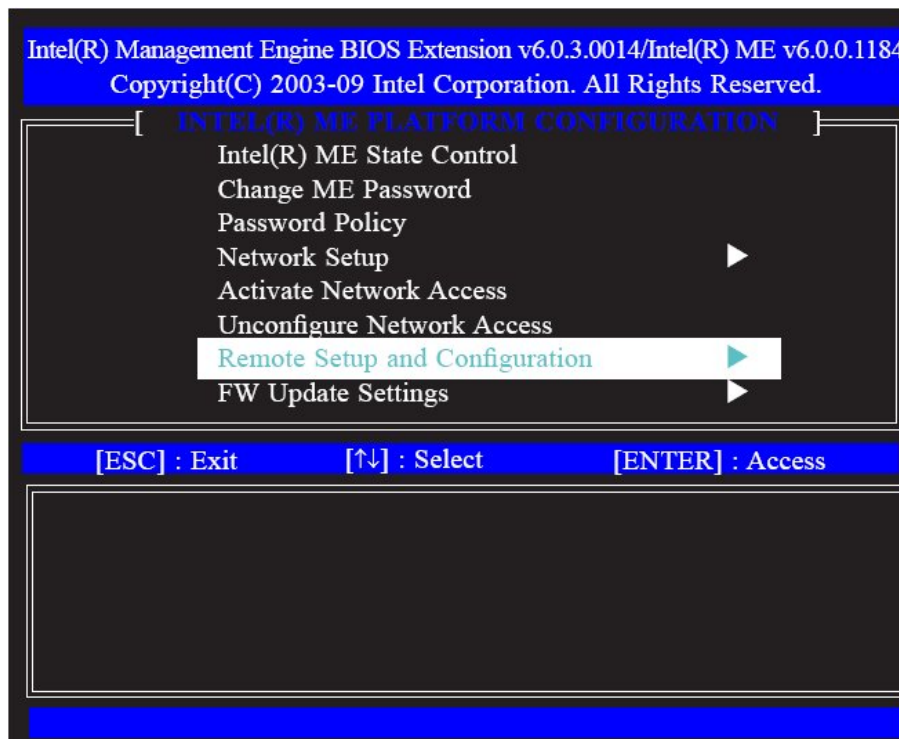 Intel(R) Management Engine BIOS Extension v6.0.3.0014/Intel(R) ME v6.0.0.1184
Copyright(C) 2003-09 Intel Corporation. All Rights Reserved.
[ INTEL(R) ME PLATFORM CONFIGURATION ]
Intel(R) ME State Control
Change ME Password
Password Policy
Network Setup ▶
Activate Network Access
Unconfigure Network Access
Remote Setup and Configuration ▶
FW Update Settings ▶
[ESC] : Exit [↑↓] : Select [ENTER] : Access